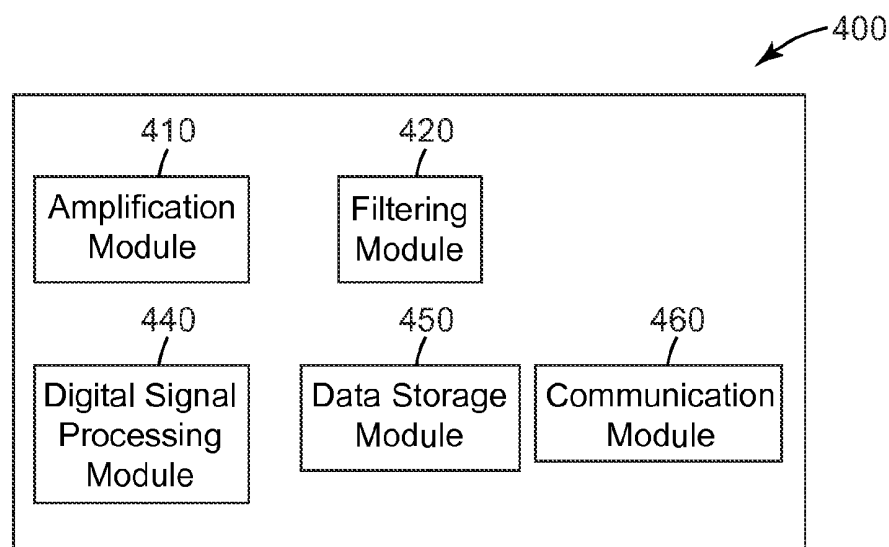 400
410
420
Amplification
Module
Filtering
Module
440
450
460
Digital Signal
Processing
Module
Data Storage
Module
Communication
Module